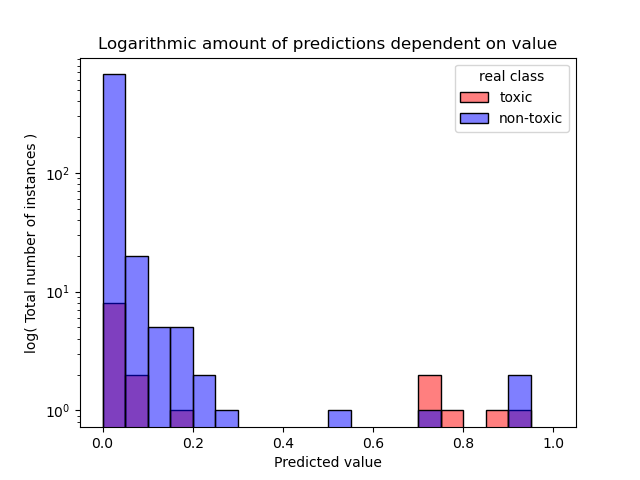 Logarithmic amount of predictions dependent on value
real class
toxic
non-toxic
10²
10¹
10⁰
log( Total number of instances )
0.0 0.2 0.4 0.6 0.8 1.0
Predicted value